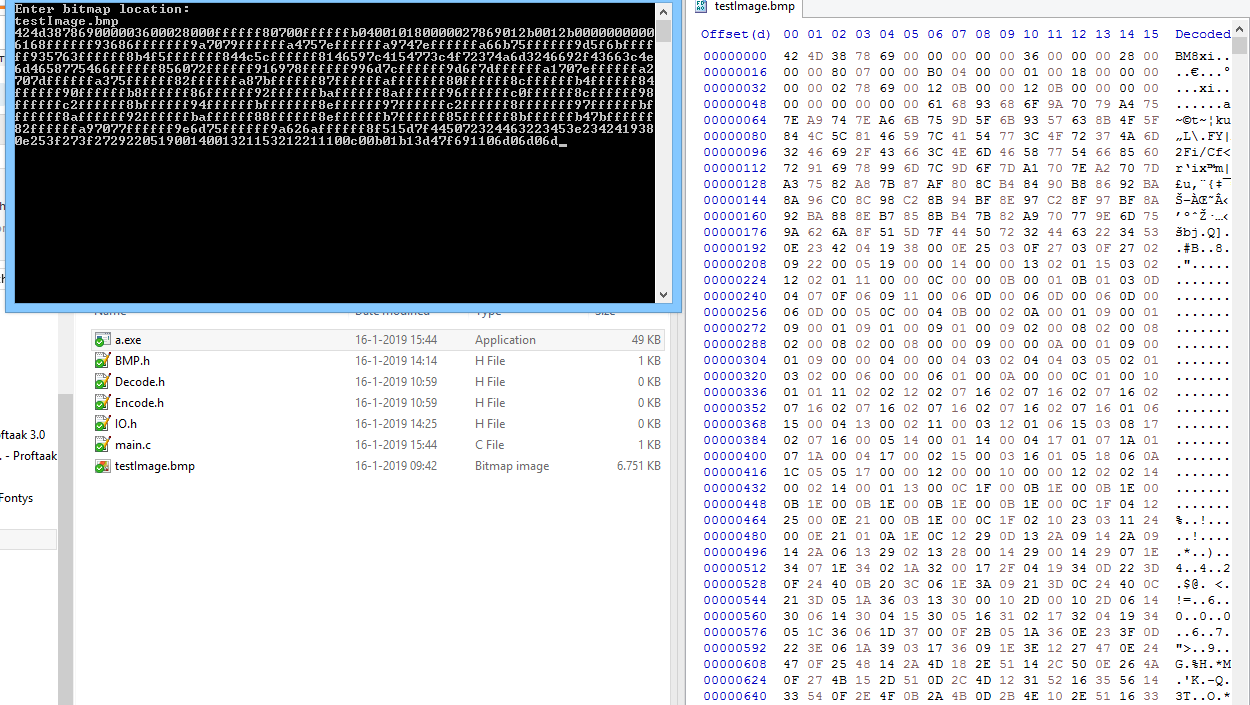 Enter bitmap location:
testImage.bmp
424d3878690000003600028000ffffff80700ffffffb04001018000002786901 2b0012b0000000000
6168ffffff93686ffffff9a7079ffffffa4757effffffa9747effffffa66b75ffffff9d5f6bfffff
f935763ffffff8b4f5ffffff844c5cffffff8146597c4154773c4f72374a6d3246692f43663c4e
6d4658775466ffffff856072ffffff916978ffffff996d7cffffff9d6f7dffffffa1707effffffa2
707dffffffa375ffffff82ffffffa87bffffff87ffffffafffffff80ffffff8cffffffb4ffffff84
ffffff90ffffffb8ffffff86ffffff92ffffffbaffffff8affffff96ffffffc0ffffff8cffffff98
ffffffc2ffffff8bffffff94ffffffbfffffff8effffff97ffffffc2ffffff8fffffff97ffffffbf
ffffff8affffff92ffffffbaffffff88ffffff8effffffb7ffffff85ffffff8bffffffb47bffffff
82ffffffa97077ffffff9e6d75ffffff9a626affffff8f515d7f445072324463223453e234241938
0e253f273f27292205190014001321153212211100c00b01b13d47f691106d06d06d_
testImage.bmp
Offset(d) 00 01 02 03 04 05 06 07 08 09 10 11 12 13 14 15 Decoded
00000000 42 4D 38 78 69 00 00 00 00 00 36 00 00 00 28 00 BM8xi..
00000016 00 00 80 07 00 00 B0 04 00 00 01 00 18 00 00 00 ..€...°
00000032 00 00 02 78 69 00 12 0B 00 00 12 0B 00 00 00 00 ...xi..
00000048 00 00 00 00 00 00 61 68 93 68 6F 9A 70 79 A4 75 ......a
00000064 7E A9 74 7E A6 6B 75 9D 5F 6B 93 57 63 8B 4F 5F ~©t~¦ku
00000080 84 4C 5C 81 46 59 7C 41 54 77 3C 4F 72 37 4A 6D „L\.FY|
00000096 32 46 69 2F 43 66 3C 4E 6D 46 58 77 54 66 85 60 2Fi/Cf<
00000112 72 91 69 78 99 6D 7C 9D 6F 7D A1 70 7E A2 70 7D r‘ix™m|
00000128 A3 75 82 A8 7B 87 AF 80 8C B4 84 90 B8 86 92 BA £u‚¨{‡¯
00000144 8A 96 C0 8C 98 C2 8B 94 BF 8E 97 C2 8F 97 BF 8A Š–ÀŒ˜Â‹
00000160 92 BA 88 8E B7 85 8B B4 7B 82 A9 70 77 9E 6D 75 ’ºˆŽ·…‹
00000176 9A 62 6A 8F 51 5D 7F 44 50 72 32 44 63 22 34 53 šbj.Q].
00000192 0E 23 42 04 19 38 00 0E 25 03 0F 27 03 0F 27 02 .#B..8.
00000208 09 22 00 05 19 00 00 14 00 00 13 02 01 15 03 02 .".....
00000224 12 02 01 11 00 00 0C 00 00 0B 00 01 0B 01 03 0D .......
00000240 04 07 0F 06 09 11 00 06 0D 00 06 0D 00 06 0D 00 .......
00000256 06 0D 00 05 0C 00 04 0B 00 02 0A 00 01 09 00 01 .......
00000272 09 00 01 09 01 00 09 01 00 09 02 00 08 02 00 08 .......
00000288 02 00 08 02 00 08 00 00 09 00 00 0A 00 01 09 00 .......
00000304 01 09 00 00 04 00 00 04 03 02 04 04 03 05 02 01 .......
00000320 03 02 00 06 00 00 06 01 00 0A 00 00 0C 01 00 10 .......
00000336 01 01 11 02 02 12 02 07 16 02 07 16 02 07 16 02 .......
00000352 07 16 02 07 16 02 07 16 02 07 16 02 07 16 01 06 .......
00000368 15 00 04 13 00 02 11 00 03 12 01 06 15 03 08 17 .......
00000384 02 07 16 00 05 14 00 01 14 00 04 17 01 07 1A 01 .......
00000400 07 1A 00 04 17 00 02 15 00 03 16 01 05 18 06 0A .......
00000416 1C 05 05 17 00 00 12 00 00 10 00 00 12 02 02 14 .......
00000432 00 02 14 00 01 13 00 0C 1F 00 0B 1E 00 0B 1E 00 .......
00000448 0B 1E 00 0B 1E 00 0B 1E 00 0B 1E 00 0C 1F 04 12 .......
00000464 25 00 0E 21 00 0B 1E 00 0C 1F 02 10 23 03 11 24 %..!...
00000480 00 0E 21 01 0A 1E 0C 12 29 0D 13 2A 09 14 2A 09 ..!....
00000496 14 2A 06 13 29 02 13 28 00 14 29 00 14 29 07 1E .*..)..
00000512 34 07 1E 34 02 1A 32 00 17 2F 04 19 34 0D 22 3D 4..4..2
00000528 0F 24 40 0B 20 3C 06 1E 3A 09 21 3D 0C 24 40 0C .$@. <.
00000544 21 3D 05 1A 36 03 13 30 00 10 2D 00 10 2D 06 14 !=..6..
00000560 30 06 14 30 04 15 30 05 16 31 02 17 32 04 19 34 0..0..0
00000576 05 1C 36 06 1D 37 00 0F 2B 05 1A 36 0E 23 3F 0D ..6..7.
00000592 22 3E 06 1A 39 03 17 36 09 1E 3E 12 27 47 0E 24 ">..9..
00000608 47 0F 25 48 14 2A 4D 18 2E 51 14 2C 50 0E 26 4A G.%H.*M
00000624 0F 27 4B 15 2D 51 0D 2C 4D 12 31 52 16 35 56 14 .'K.-Q.
00000640 33 54 0F 2E 4F 0B 2A 4B 0D 2B 4E 10 2E 51 16 33 3T..O.*
a.exe 16-1-2019 15:44 Application 49 KB
BMP.h 16-1-2019 14:14 H File 1 KB
Decode.h 16-1-2019 10:59 H File 0 KB
Encode.h 16-1-2019 10:59 H File 0 KB
IO.h 16-1-2019 14:25 H File 0 KB
main.c 16-1-2019 15:44 C File 1 KB
testImage.bmp 16-1-2019 09:42 Bitmap image 6.751 KB
ftaak 3.0
. - Proftaak
Fontys